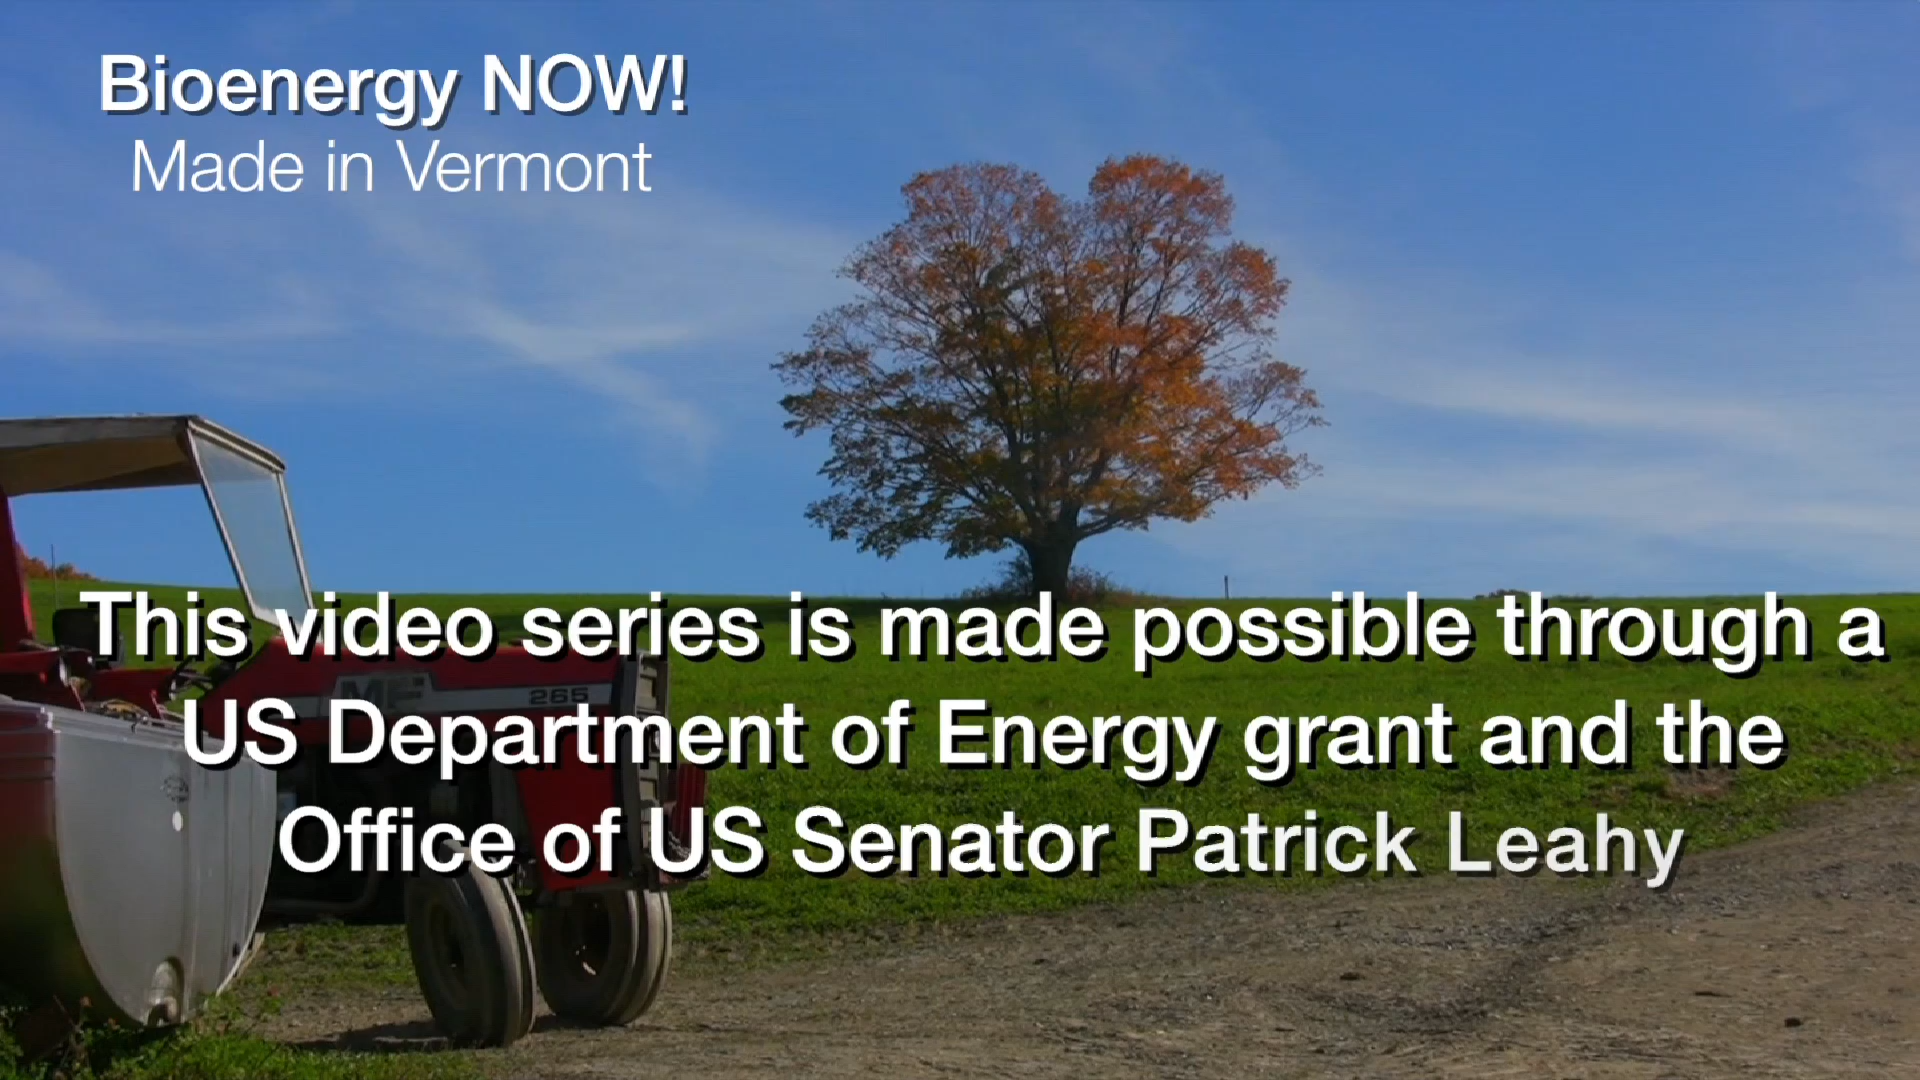 Bioenergy NOW!
Made in Vermont
This video series is made possible through a
MF 265
US Department of Energy grant and the
Office of US Senator Patrick Leahy